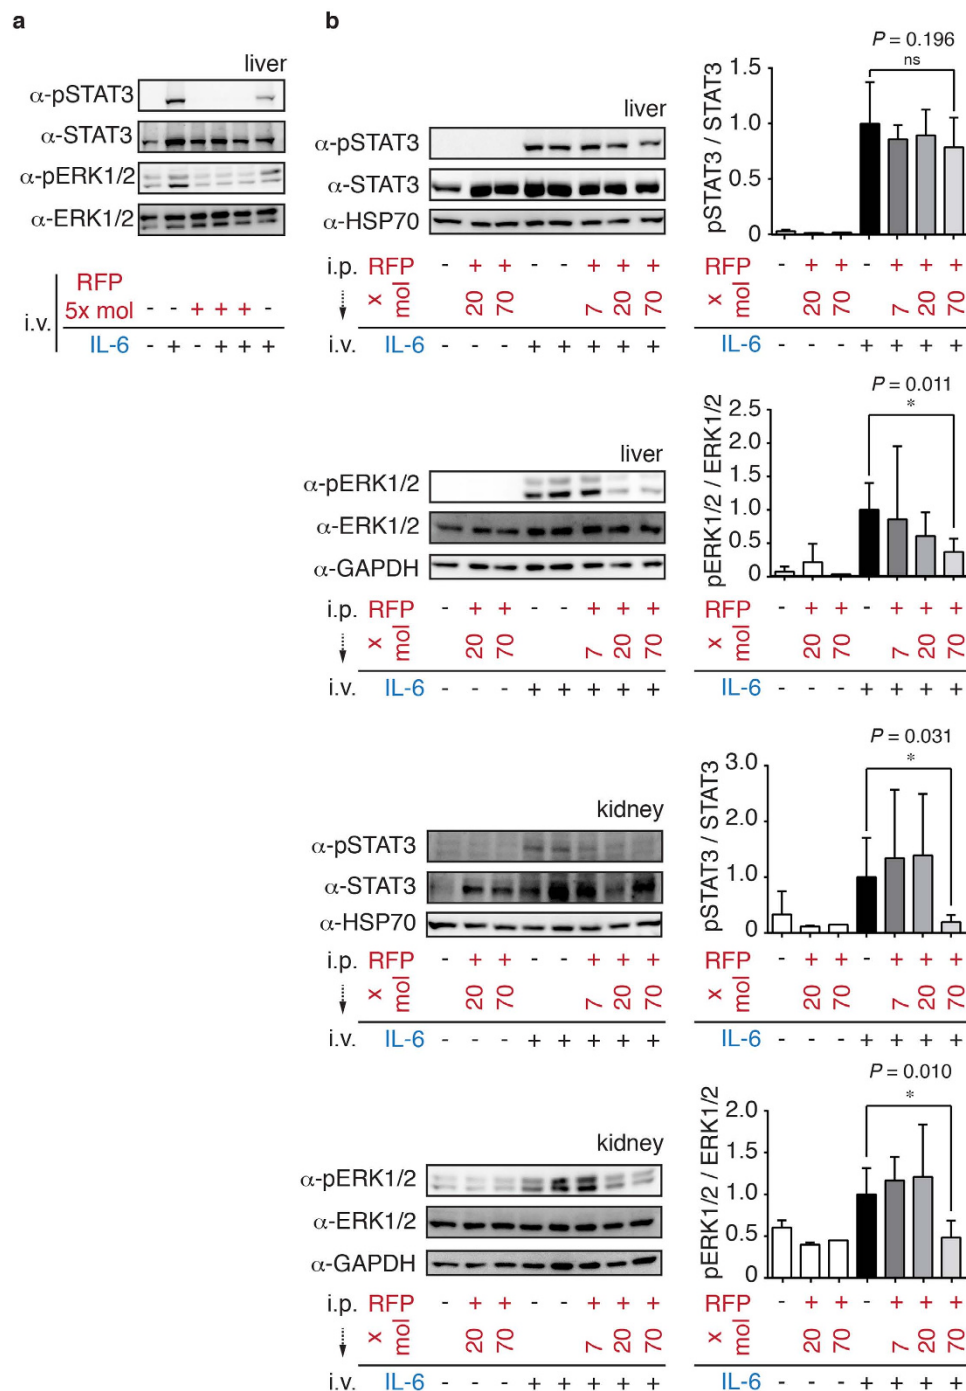 a
liver
α-pSTAT3
α-STAT3
α-pERK1/2
α-ERK1/2
RFP
5x mol - - + + + -
i.v.
IL-6 - + - + + +
b
liver
α-pSTAT3
α-STAT3
α-HSP70
i.p. RFP - + + - - + + +
x mol 20 70 7 20 70
i.v. IL-6 - - - + + + + +
P = 0.196
ns
pSTAT3 / STAT3
1.5
1.0
0.5
0
RFP - + + - + + +
x mol 20 70 7 20 70
IL-6 - - - + + + +
liver
α-pERK1/2
α-ERK1/2
α-GAPDH
i.p. RFP - + + - - + + +
x mol 20 70 7 20 70
i.v. IL-6 - - - + + + + +
P = 0.011
*
pERK1/2 / ERK1/2
2.5
2.0
1.5
1.0
0.5
0
RFP - + + - + + +
x mol 20 70 7 20 70
IL-6 - - - + + + +
kidney
α-pSTAT3
α-STAT3
α-HSP70
i.p. RFP - + + - - + + +
x mol 20 70 7 20 70
i.v. IL-6 - - - + + + + +
P = 0.031
*
pSTAT3 / STAT3
3.0
2.0
1.0
0
RFP - + + - + + +
x mol 20 70 7 20 70
IL-6 - - - + + + +
kidney
α-pERK1/2
α-ERK1/2
α-GAPDH
i.p. RFP - + + - - + + +
x mol 20 70 7 20 70
i.v. IL-6 - - - + + + + +
P = 0.010
*
pERK1/2 / ERK1/2
2.0
1.5
1.0
0.5
0
RFP - + + - + + +
x mol 20 70 7 20 70
IL-6 - - - + + + +